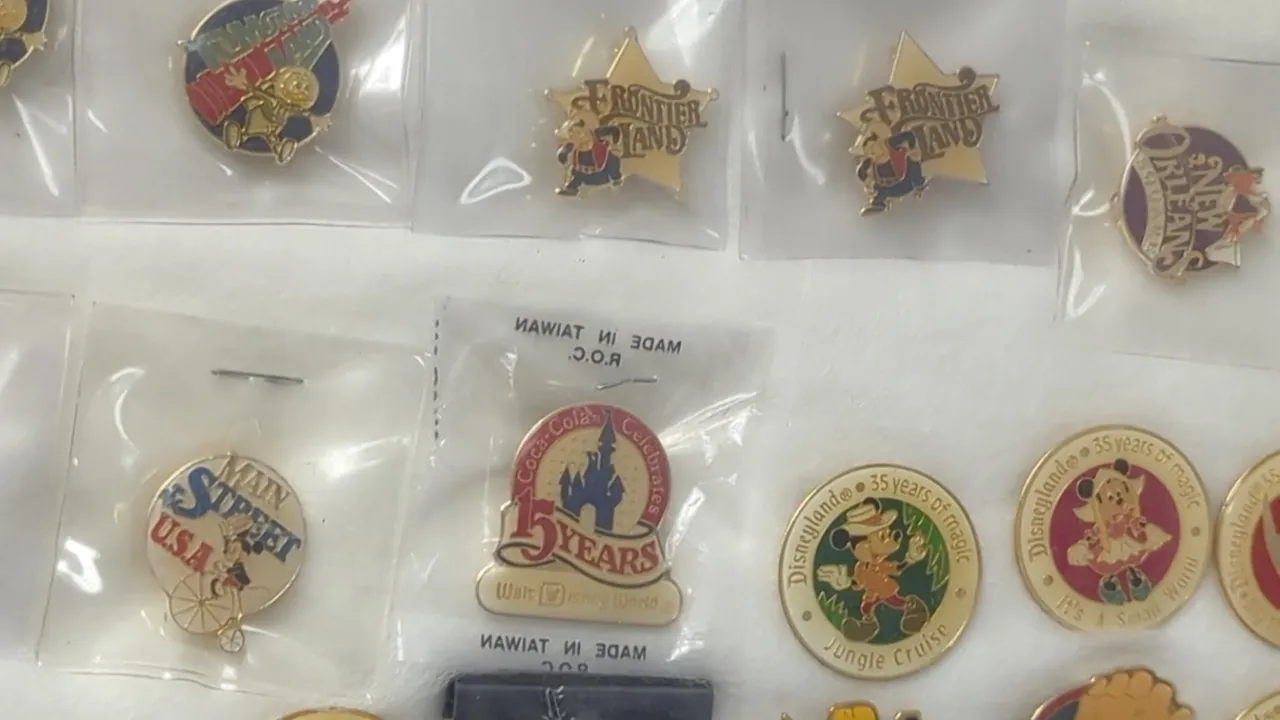 FRONTIER
LAND
FRONTIER
LAND
NEW
ORLEANS
MADE IN TAIWAN
R.O.C.
MAIN
STREET
U.S.A
Coca-Cola Celebrates
15 YEARS
Walt Disney World
MADE IN TAIWAN
R.O.C.
Disneyland® • 35 years of magic
Jungle Cruise
Disneyland® • 35 years of magic
It's A Small World
Disneyland®